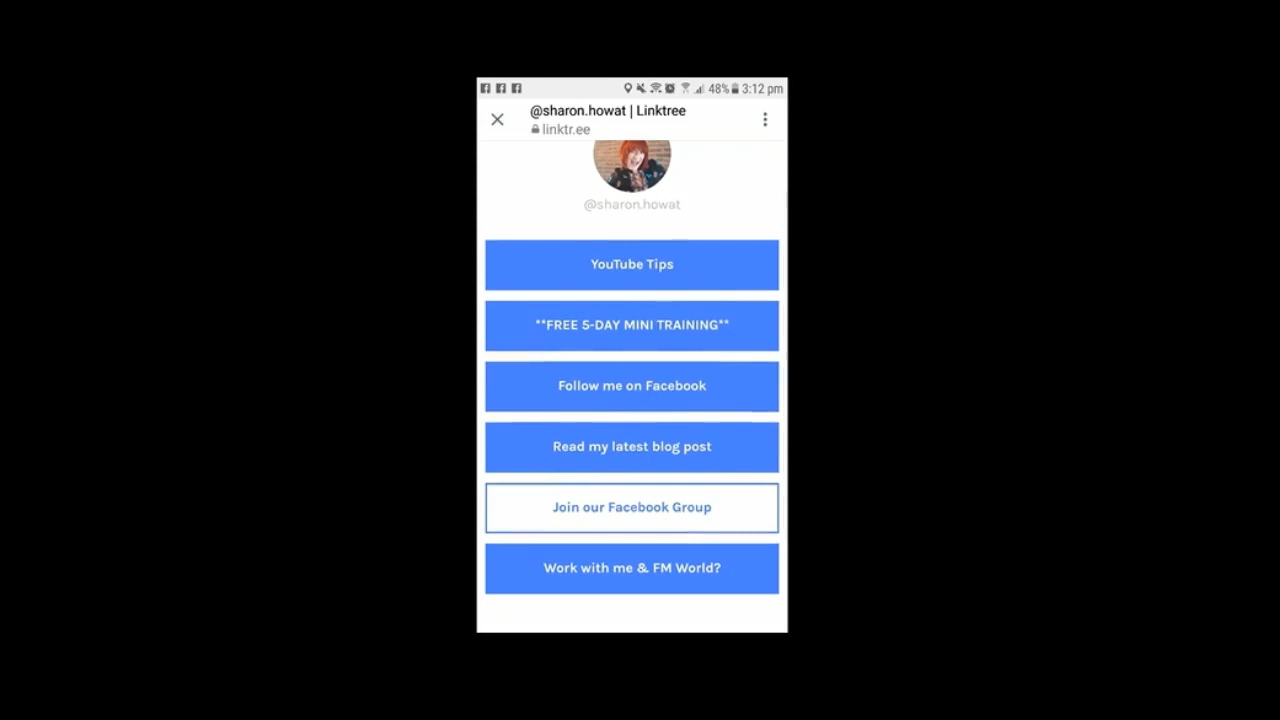 48% 3:12 pm
@sharon.howat | Linktree
linktr.ee
@sharon.howat
YouTube Tips
**FREE 5-DAY MINI TRAINING**
Follow me on Facebook
Read my latest blog post
Join our Facebook Group
Work with me & FM World?